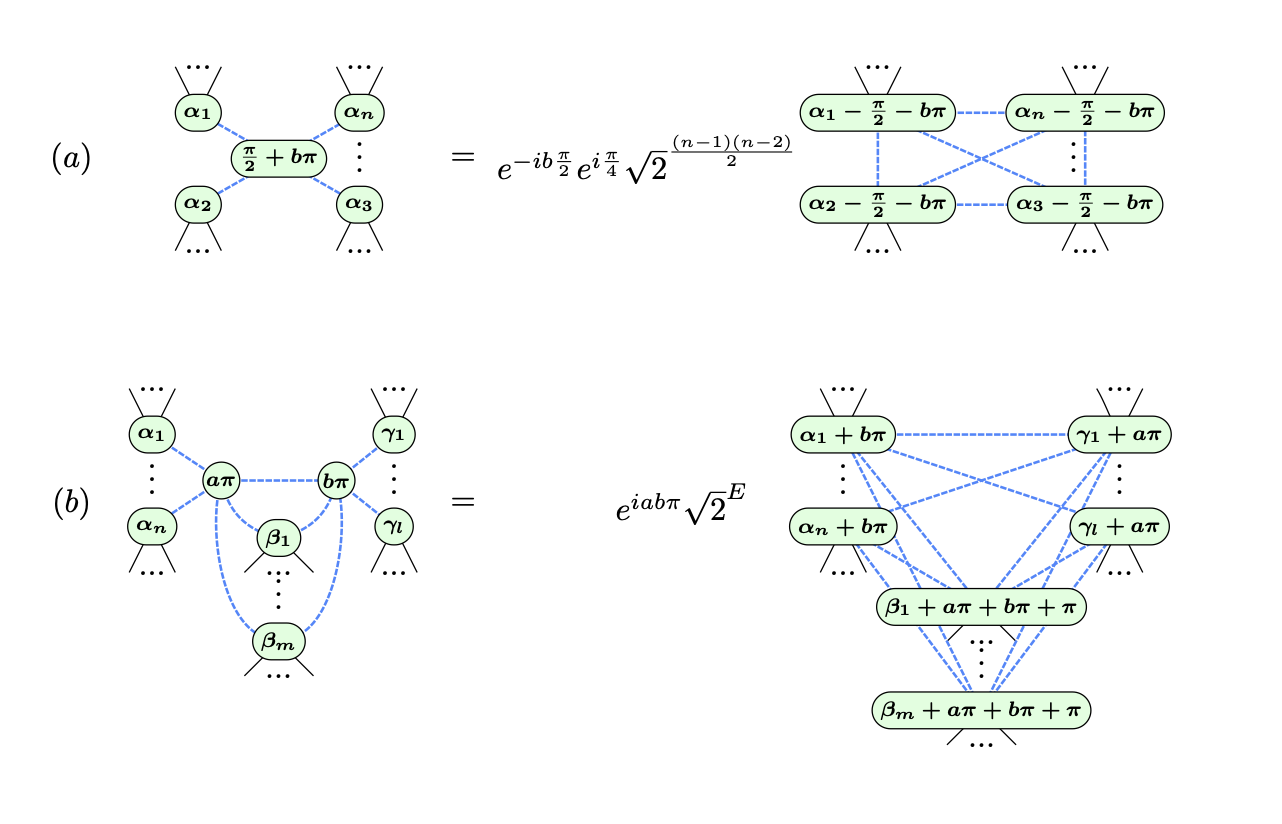 ... ... ... ...
α₁ αₙ α₁ − π/2 − bπ αₙ − π/2 − bπ
(a) π/2 + bπ ⋮ = e^{−ib π/2} e^{i π/4} √2^{(n−1)(n−2)/2} ⋮
α₂ α₃ α₂ − π/2 − bπ α₃ − π/2 − bπ
... ... ... ...
... ... ... ...
α₁ γ₁ α₁ + bπ γ₁ + aπ
(b) ⋮ aπ bπ ⋮ = e^{iabπ} √2^E ⋮ ⋮
αₙ β₁ γₗ αₙ + bπ γₗ + aπ
... ... ... ... ...
⋮ β₁ + aπ + bπ + π
βₘ ... ⋮
... βₘ + aπ + bπ + π
...